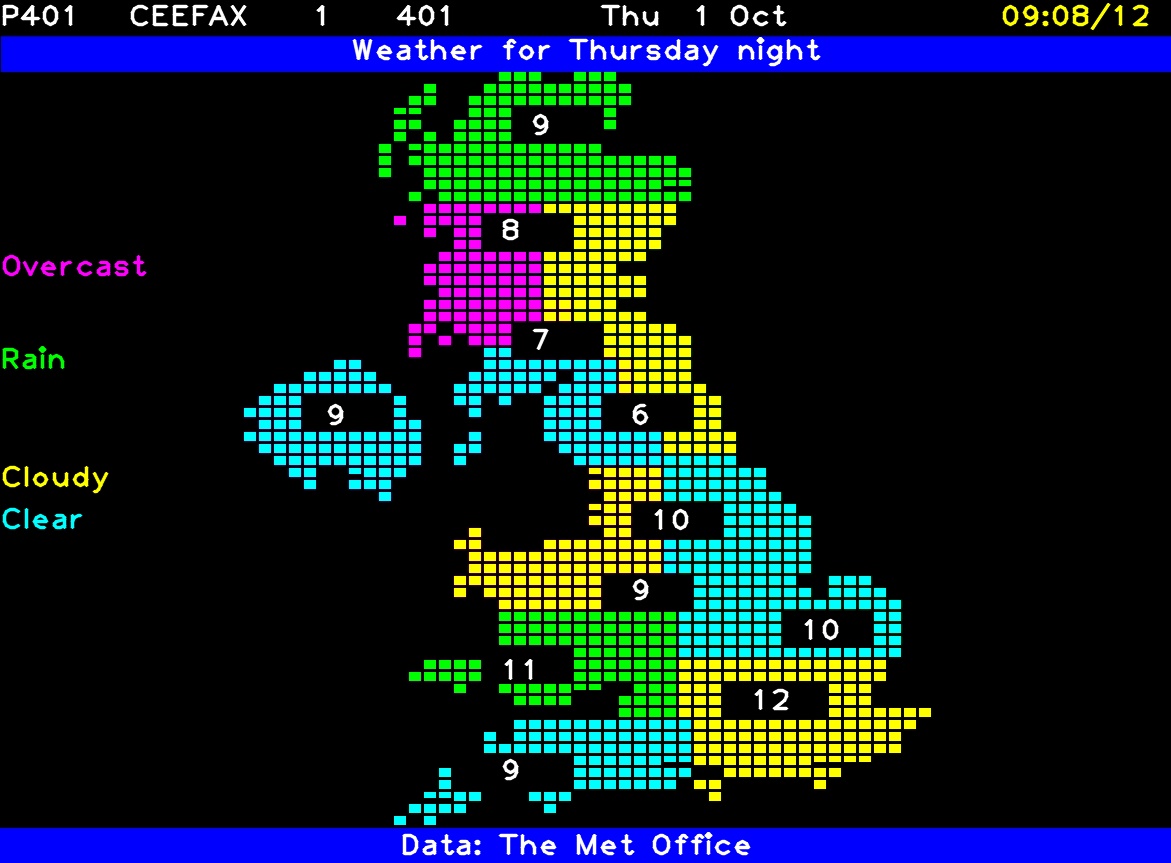 P401 CEEFAX 1 401 Thu 1 Oct 09:08/12
Weather for Thursday night
9
8
Overcast
7
Rain
9 6
Cloudy
Clear 10
9
10
11
12
9
Data: The Met Office